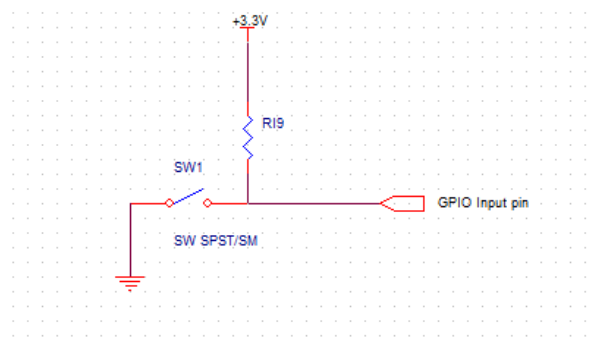 +3.3V
RI9
SW1
GPIO Input pin
SW SPST/SM